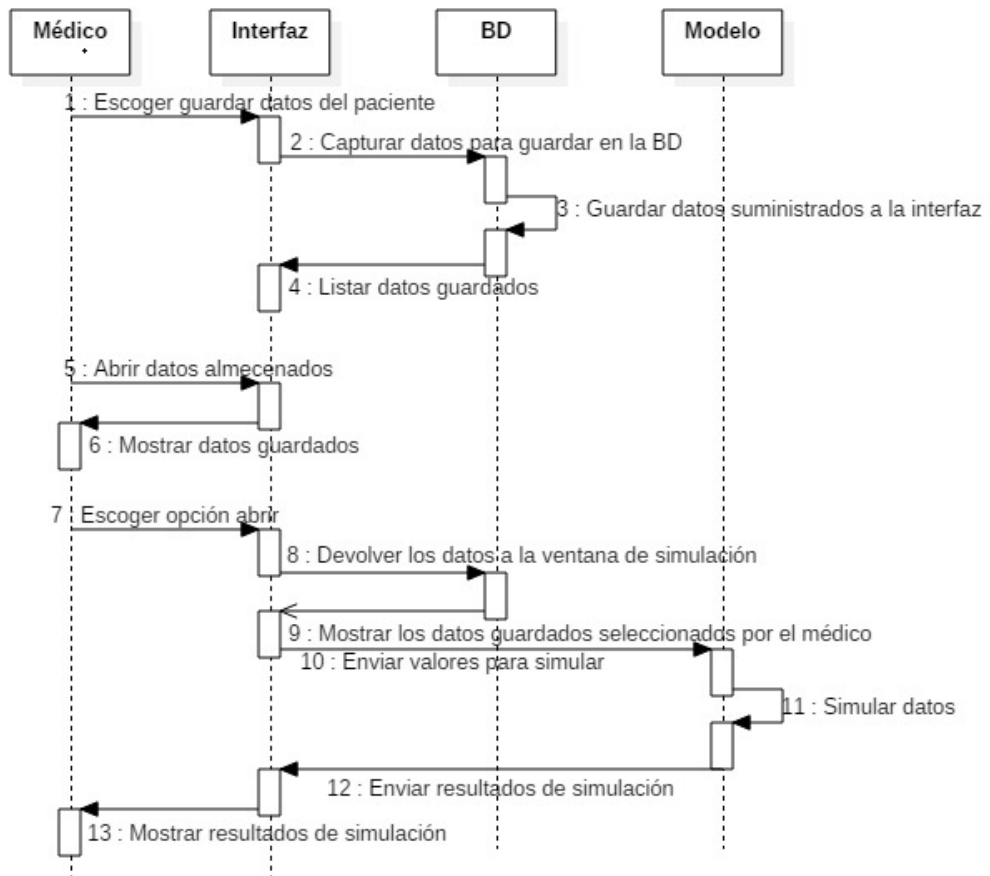 Médico
Interfaz
BD
Modelo
1 : Escoger guardar datos del paciente
2 : Capturar datos para guardar en la BD
3 : Guardar datos suministrados a la interfaz
4 : Listar datos guardados
5 : Abrir datos almecenados
6 : Mostrar datos guardados
7 : Escoger opción abrir
8 : Devolver los datos a la ventana de simulación
9 : Mostrar los datos guardados seleccionados por el médico
10 : Enviar valores para simular
11 : Simular datos
12 : Enviar resultados de simulación
13 : Mostrar resultados de simulación